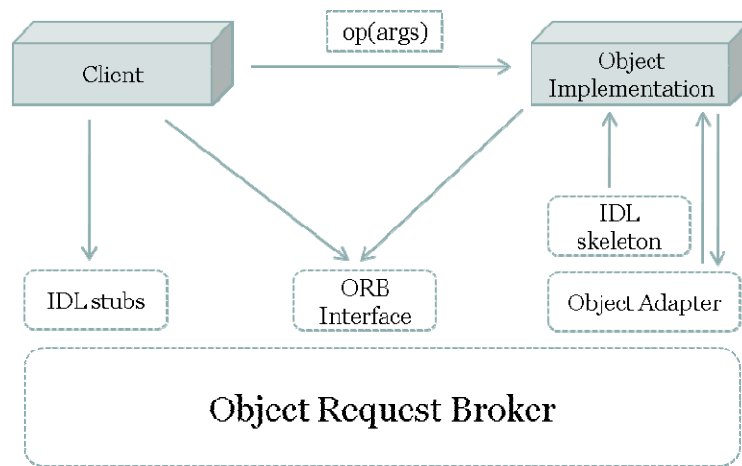 op(args)
Client
Object
Implementation
IDL
skeleton
IDL stubs
ORB
Interface
Object Adapter
Object Request Broker